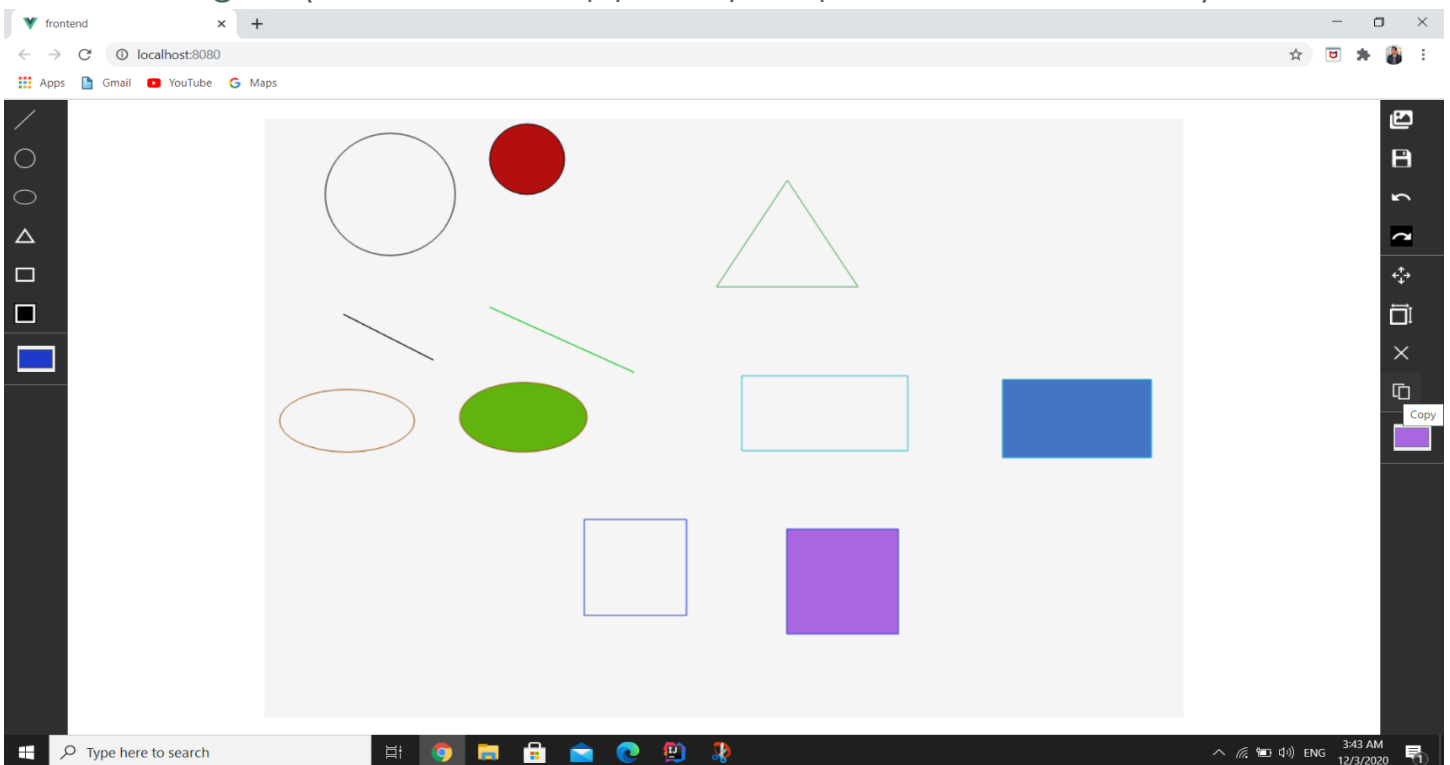 frontend
localhost:8080
Apps Gmail YouTube Maps
Copy
Type here to search
ENG
3:43 AM
12/3/2020
1